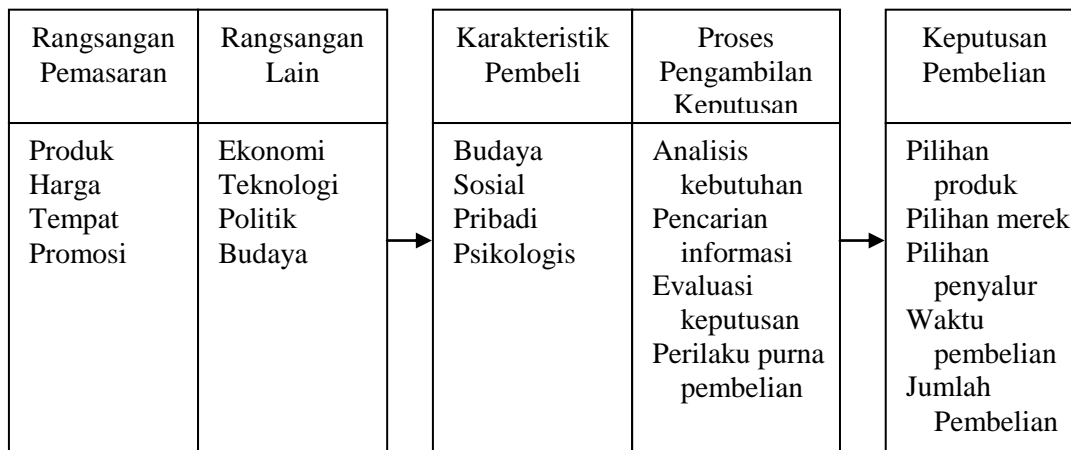 Rangsangan
Pemasaran
Rangsangan
Lain
Karakteristik
Pembeli
Proses
Pengambilan
Keputusan
Keputusan
Pembelian
Produk
Harga
Tempat
Promosi
Ekonomi
Teknologi
Politik
Budaya
Budaya
Sosial
Pribadi
Psikologis
Analisis
kebutuhan
Pencarian
informasi
Evaluasi
keputusan
Perilaku purna
pembelian
Pilihan
produk
Pilihan merek
Pilihan
penyalur
Waktu
pembelian
Jumlah
Pembelian